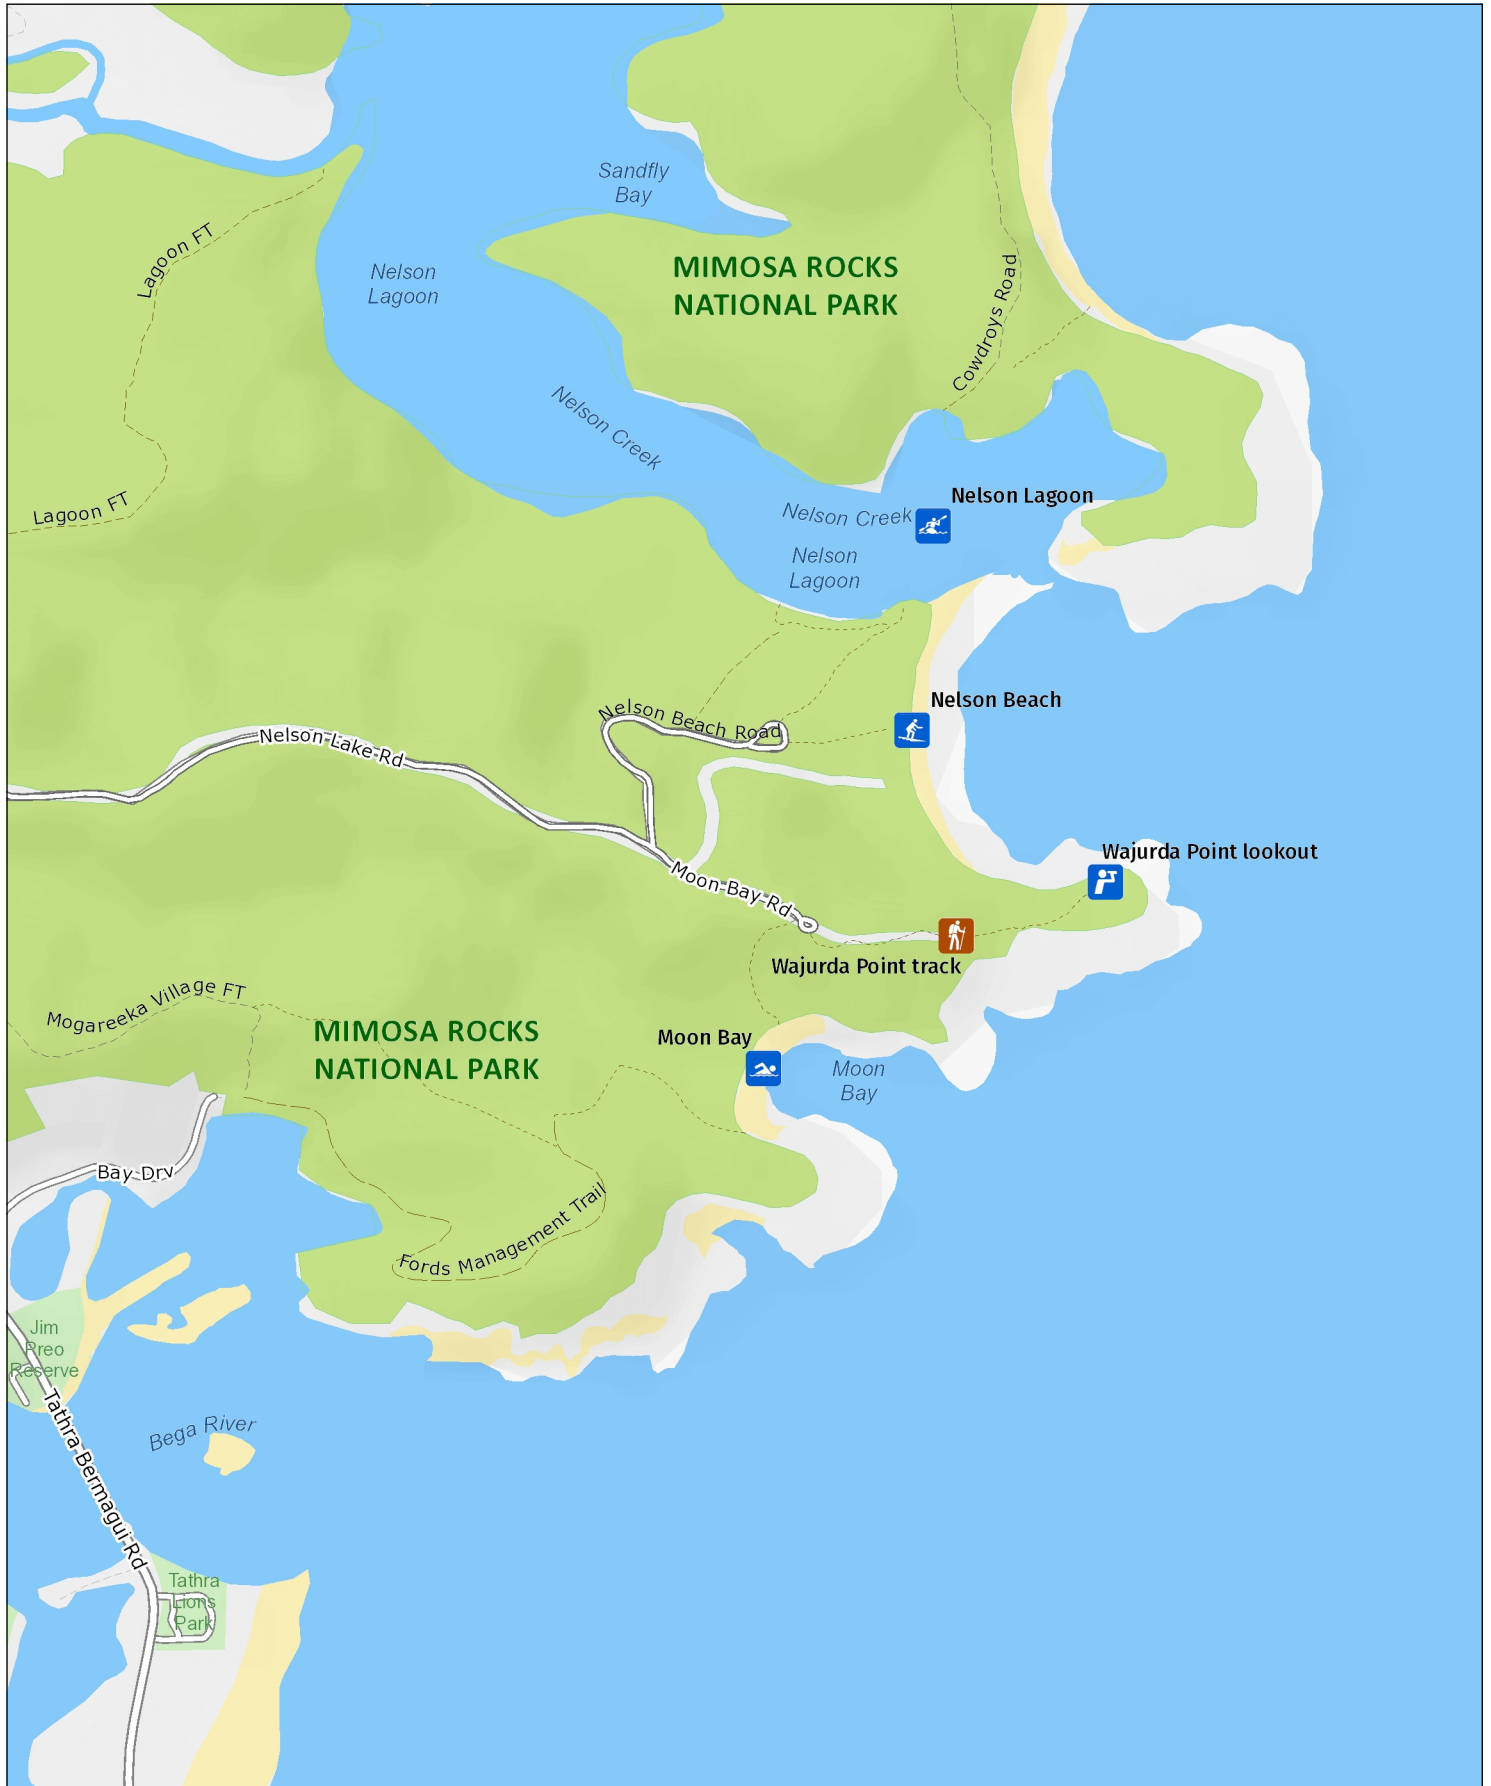 Sandfly
Bay
Lagoon FT
Nelson
Lagoon
MIMOSA ROCKS
NATIONAL PARK
Cowdroys Road
Nelson Creek
Lagoon FT
Nelson Lagoon
Nelson Creek
Nelson
Lagoon
Nelson Beach
Nelson Beach Road
Nelson Lake Rd
Wajurda Point lookout
Moon Bay Rd
Wajurda Point track
Mogareeka Village FT
MIMOSA ROCKS
NATIONAL PARK
Moon Bay
Moon
Bay
Bay Drv
Fords Management Trail
Jim
Preo
Reserve
Bega River
Tathra-Bermagui Rd
Tathra
Lions
Park